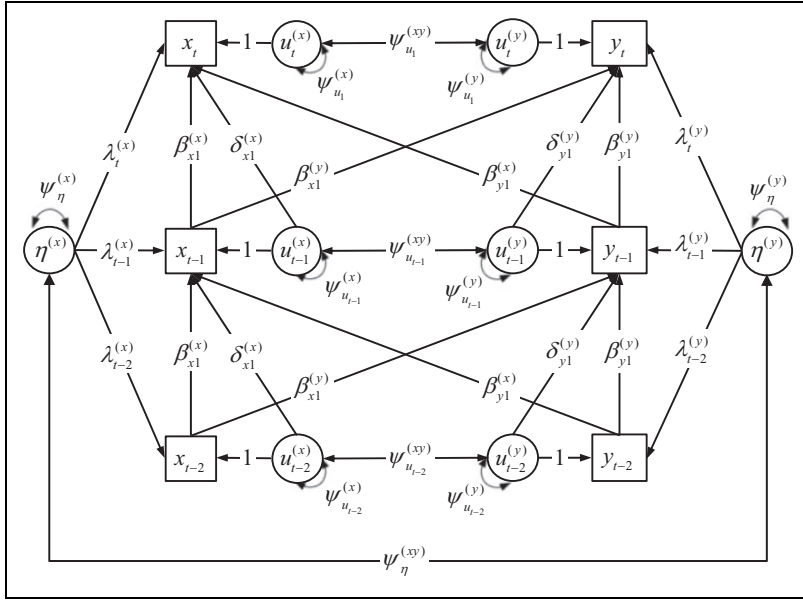 x_t 1 u_t^{(x)} ψ_{u_1}^{(xy)} u_t^{(y)} 1 y_t
ψ_{u_1}^{(x)} ψ_{u_1}^{(y)}
λ_t^{(x)} β_{x1}^{(x)} δ_{x1}^{(x)} β_{x1}^{(y)} β_{y1}^{(x)} δ_{y1}^{(y)} β_{y1}^{(y)} λ_t^{(y)}
ψ_η^{(x)} ψ_η^{(y)}
η^{(x)} λ_{t-1}^{(x)} x_{t-1} 1 u_{t-1}^{(x)} ψ_{u_{t-1}}^{(xy)} u_{t-1}^{(y)} 1 y_{t-1} λ_{t-1}^{(y)} η^{(y)}
ψ_{u_{t-1}}^{(x)} ψ_{u_{t-1}}^{(y)}
λ_{t-2}^{(x)} β_{x1}^{(x)} δ_{x1}^{(x)} β_{x1}^{(y)} β_{y1}^{(x)} δ_{y1}^{(y)} β_{y1}^{(y)} λ_{t-2}^{(y)}
x_{t-2} 1 u_{t-2}^{(x)} ψ_{u_{t-2}}^{(xy)} u_{t-2}^{(y)} 1 y_{t-2}
ψ_{u_{t-2}}^{(x)} ψ_{u_{t-2}}^{(y)}
ψ_η^{(xy)}